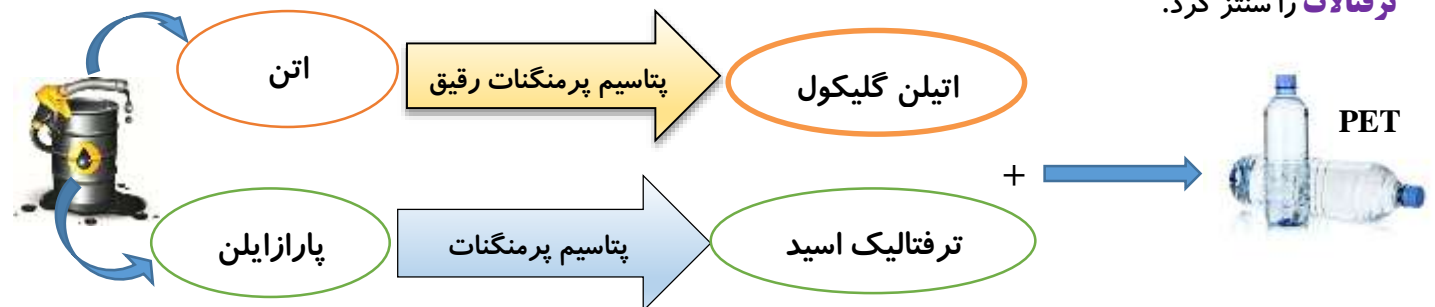 ترفتالات را سنتز کرد.
اتن
پتاسیم پرمنگنات رقیق
اتیلن گلیکول
PET
+
پارازایلن
پتاسیم پرمنگنات
ترفتالیک اسید